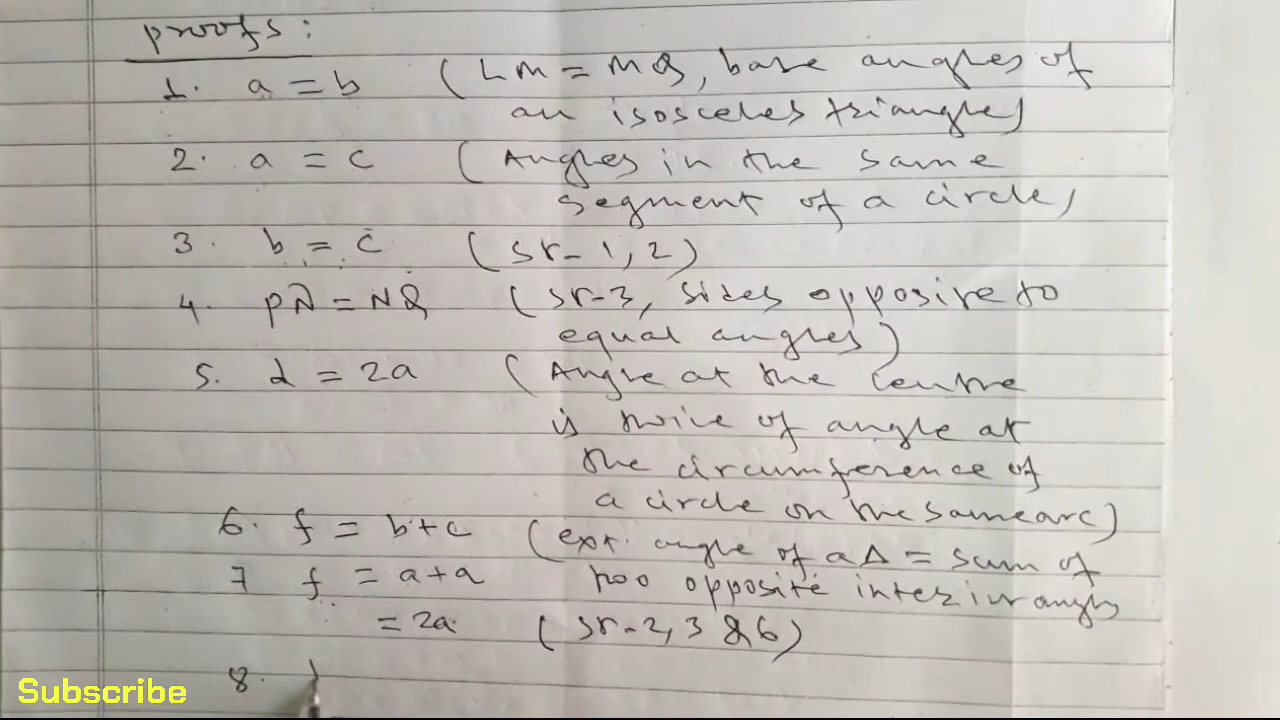 proofs:
1. a = b (LM = MQ, base angles of
an isosceles triangle)
2. a = c (Angles in the same
segment of a circle)
3. b = c (sr-1,2)
4. PN = NQ (sr-3, sides opposite to
equal angles)
5. d = 2a (Angle at the centre
is twice of angle at
the circumference of
a circle on the same arc)
6. f = b+c (ext. angle of a Δ = sum of
two opposite interior angles
7 f = a+a
= 2a (sr-2,3 & 6)
8.
Subscribe